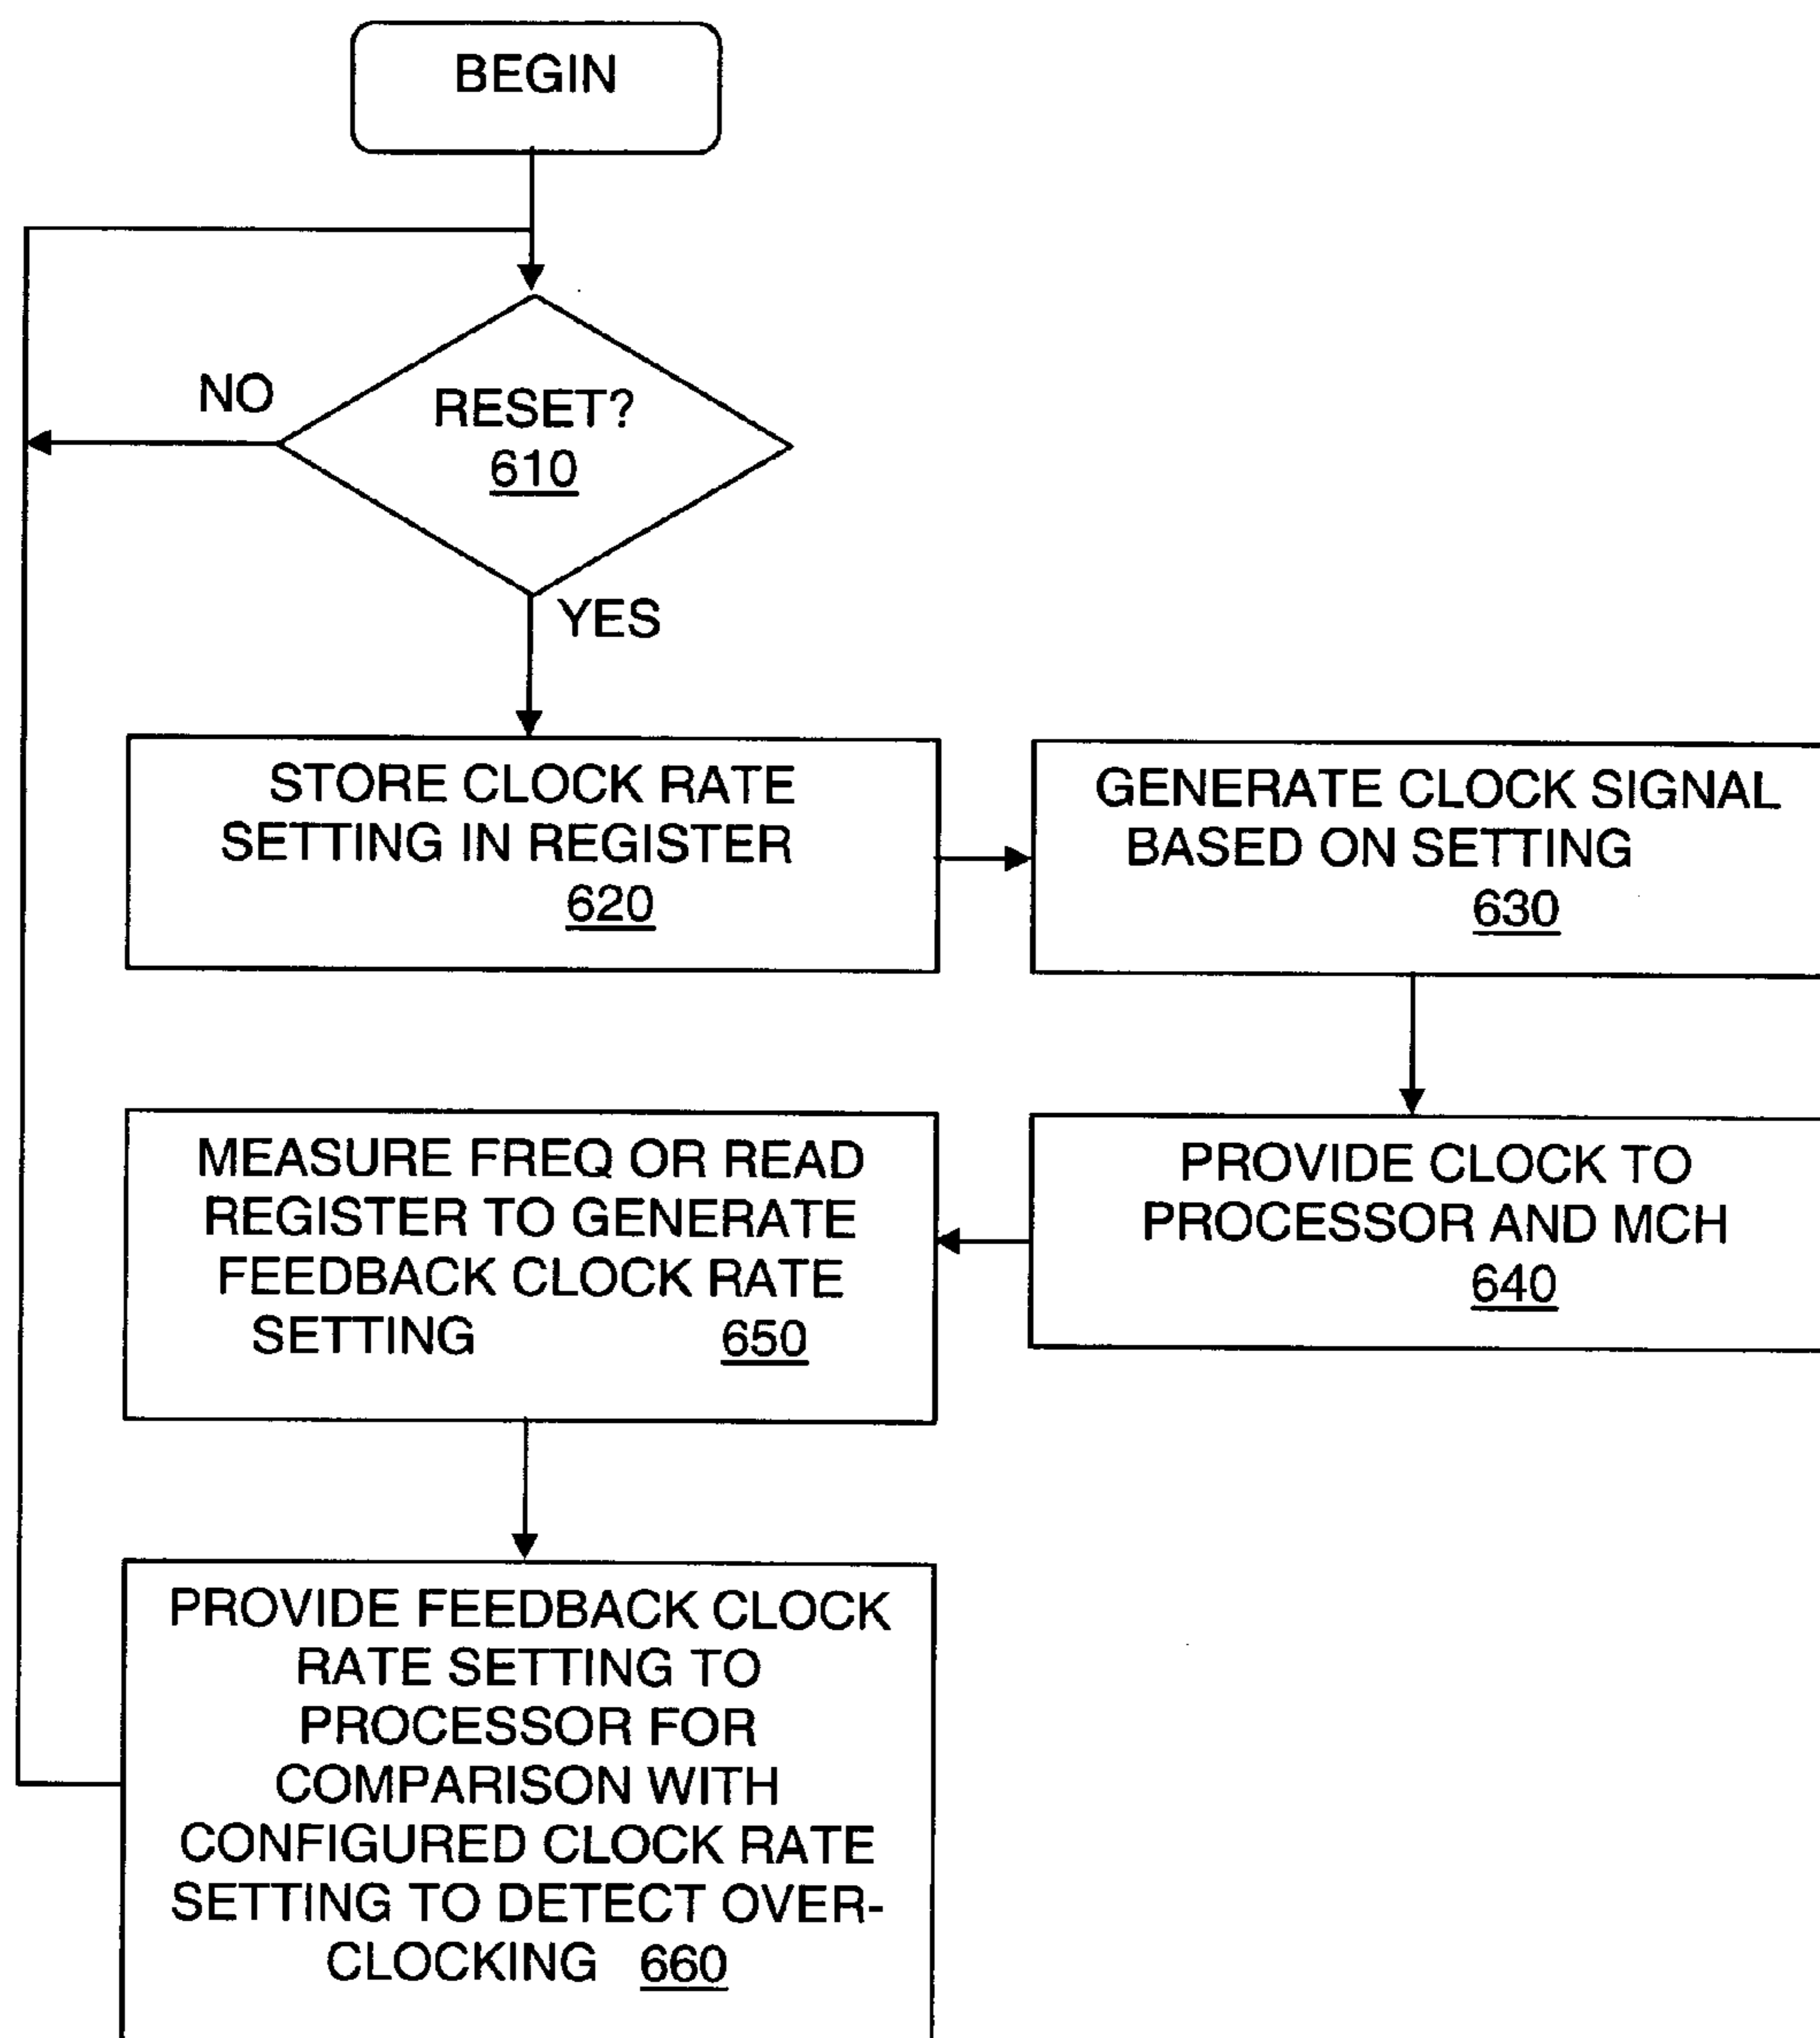 BEGIN
NO
RESET?
610
YES
STORE CLOCK RATE
SETTING IN REGISTER
620
GENERATE CLOCK SIGNAL
BASED ON SETTING
630
PROVIDE CLOCK TO
PROCESSOR AND MCH
640
MEASURE FREQ OR READ
REGISTER TO GENERATE
FEEDBACK CLOCK RATE
SETTING 650
PROVIDE FEEDBACK CLOCK
RATE SETTING TO
PROCESSOR FOR
COMPARISON WITH
CONFIGURED CLOCK RATE
SETTING TO DETECT OVER-
CLOCKING 660